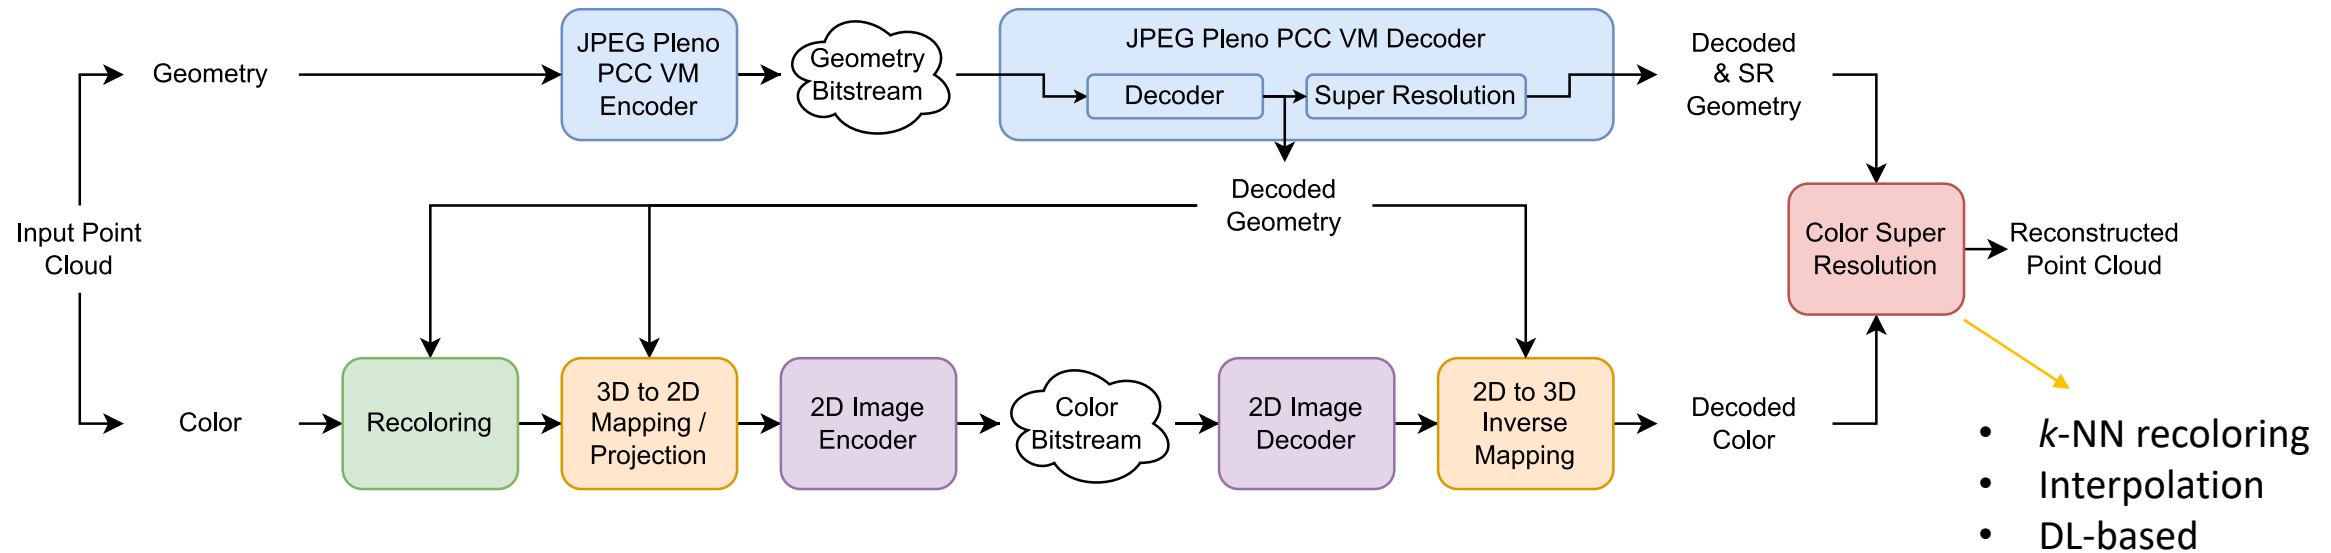 JPEG Pleno
PCC VM
Encoder
Geometry
Bitstream
JPEG Pleno PCC VM Decoder
Decoder
Super Resolution
Decoded
& SR
Geometry
Geometry
Decoded
Geometry
Input Point
Cloud
Color Super
Resolution
Reconstructed
Point Cloud
Color
Recoloring
3D to 2D
Mapping /
Projection
2D Image
Encoder
Color
Bitstream
2D Image
Decoder
2D to 3D
Inverse
Mapping
Decoded
Color
• k-NN recoloring
• Interpolation
• DL-based